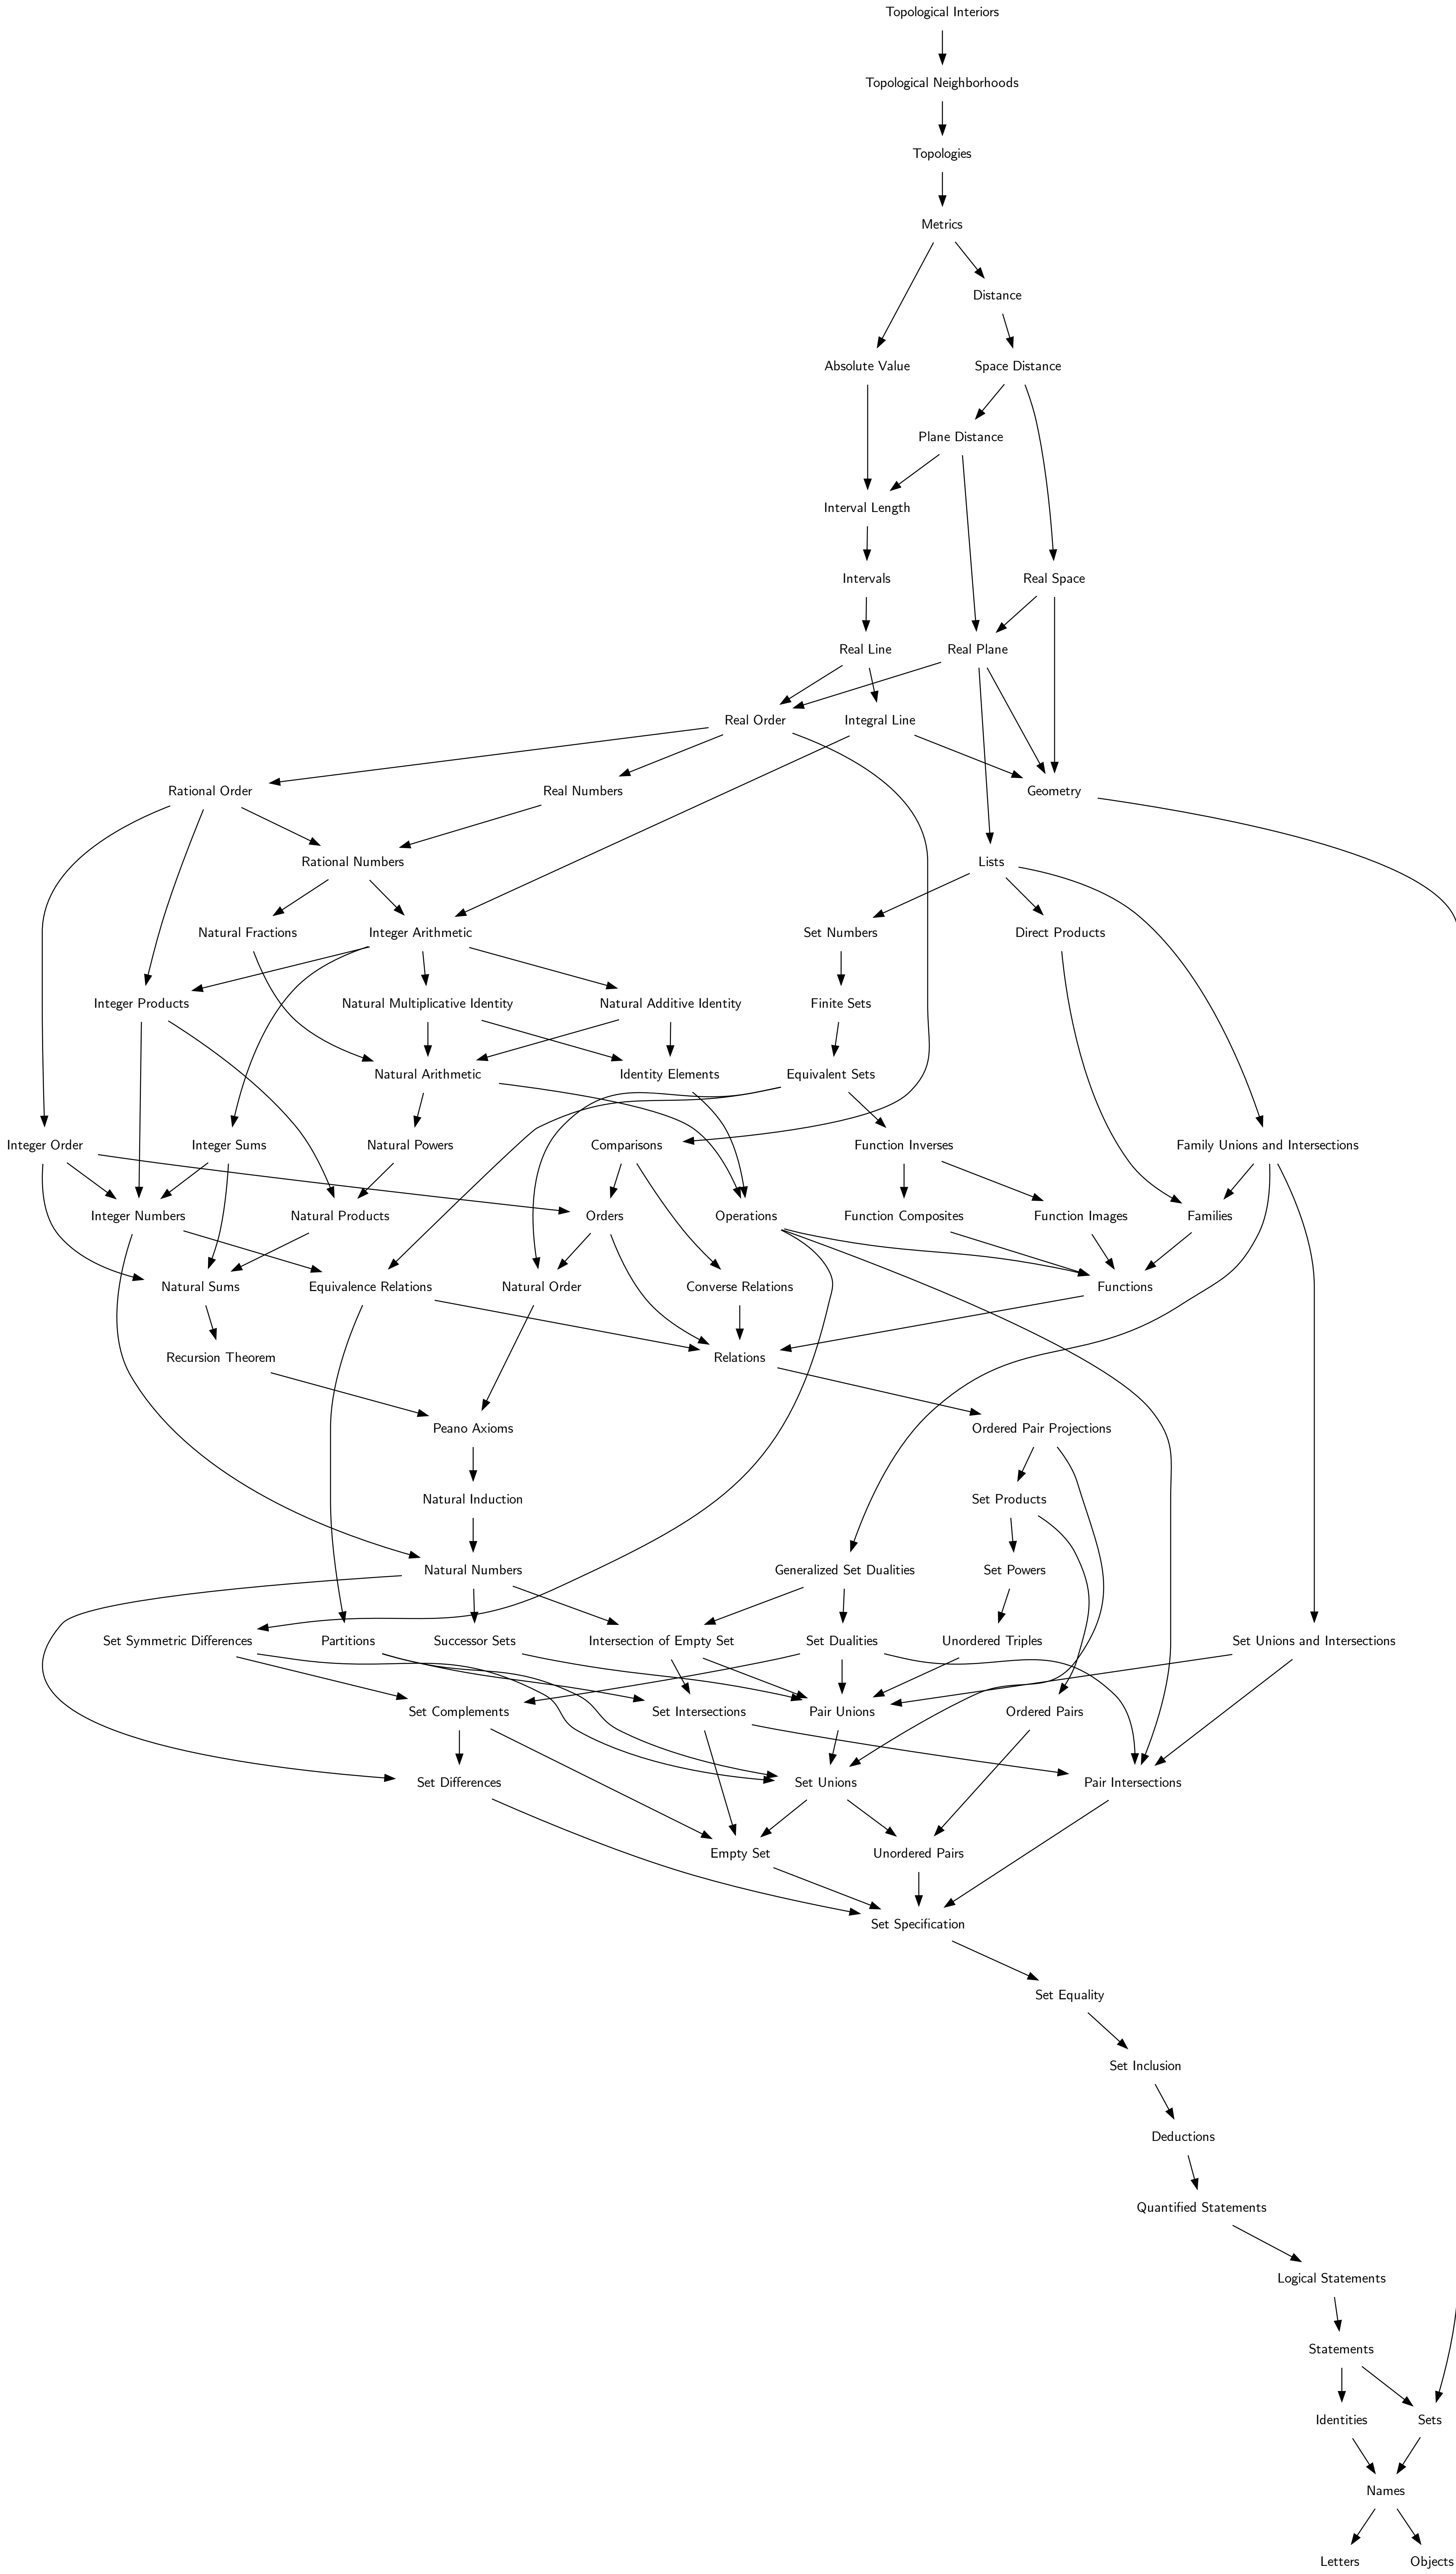 Topological Interiors
Topological Neighborhoods
Topologies
Metrics
Distance
Absolute Value
Space Distance
Plane Distance
Interval Length
Intervals
Real Space
Real Line
Real Plane
Real Order
Integral Line
Rational Order
Real Numbers
Geometry
Rational Numbers
Lists
Natural Fractions
Integer Arithmetic
Set Numbers
Direct Products
Integer Products
Natural Multiplicative Identity
Natural Additive Identity
Finite Sets
Natural Arithmetic
Identity Elements
Equivalent Sets
Integer Order
Integer Sums
Natural Powers
Comparisons
Function Inverses
Family Unions and Intersections
Integer Numbers
Natural Products
Orders
Operations
Function Composites
Function Images
Families
Natural Sums
Equivalence Relations
Natural Order
Converse Relations
Functions
Recursion Theorem
Relations
Peano Axioms
Ordered Pair Projections
Natural Induction
Set Products
Natural Numbers
Generalized Set Dualities
Set Powers
Set Symmetric Differences
Partitions
Successor Sets
Intersection of Empty Set
Set Dualities
Unordered Triples
Set Unions and Intersections
Set Complements
Set Intersections
Pair Unions
Ordered Pairs
Set Differences
Set Unions
Pair Intersections
Empty Set
Unordered Pairs
Set Specification
Set Equality
Set Inclusion
Deductions
Quantified Statements
Logical Statements
Statements
Identities
Sets
Names
Letters
Objects